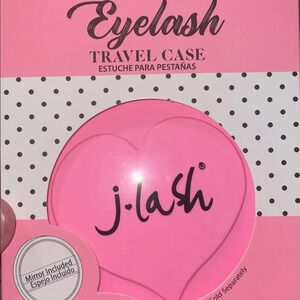 Eyelash
TRAVEL CASE
ESTUCHE PARA PESTAÑAS
j.lash®
Mirror Included
Espejo Incluido
Sold Separately